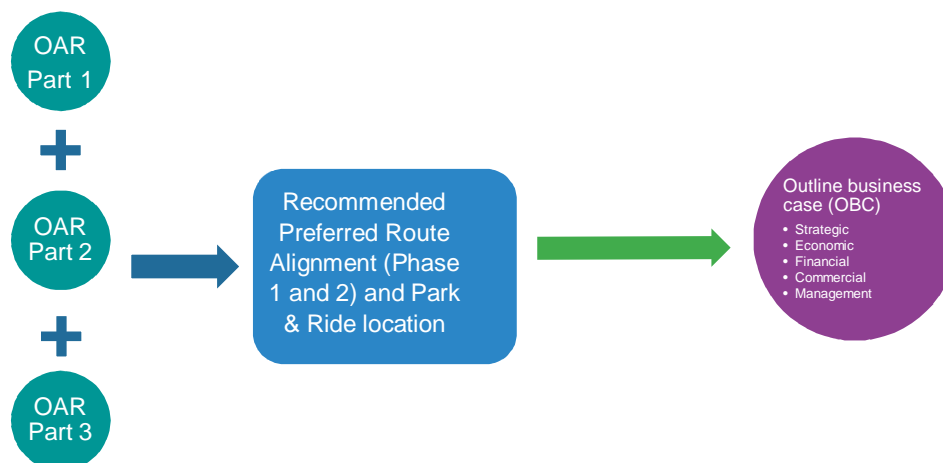 OAR
Part 1
OAR
Part 2
OAR
Part 3
Recommended
Preferred Route
Alignment (Phase
1 and 2) and Park
& Ride location
Outline business
case (OBC)
• Strategic
• Economic
• Financial
• Commercial
• Management